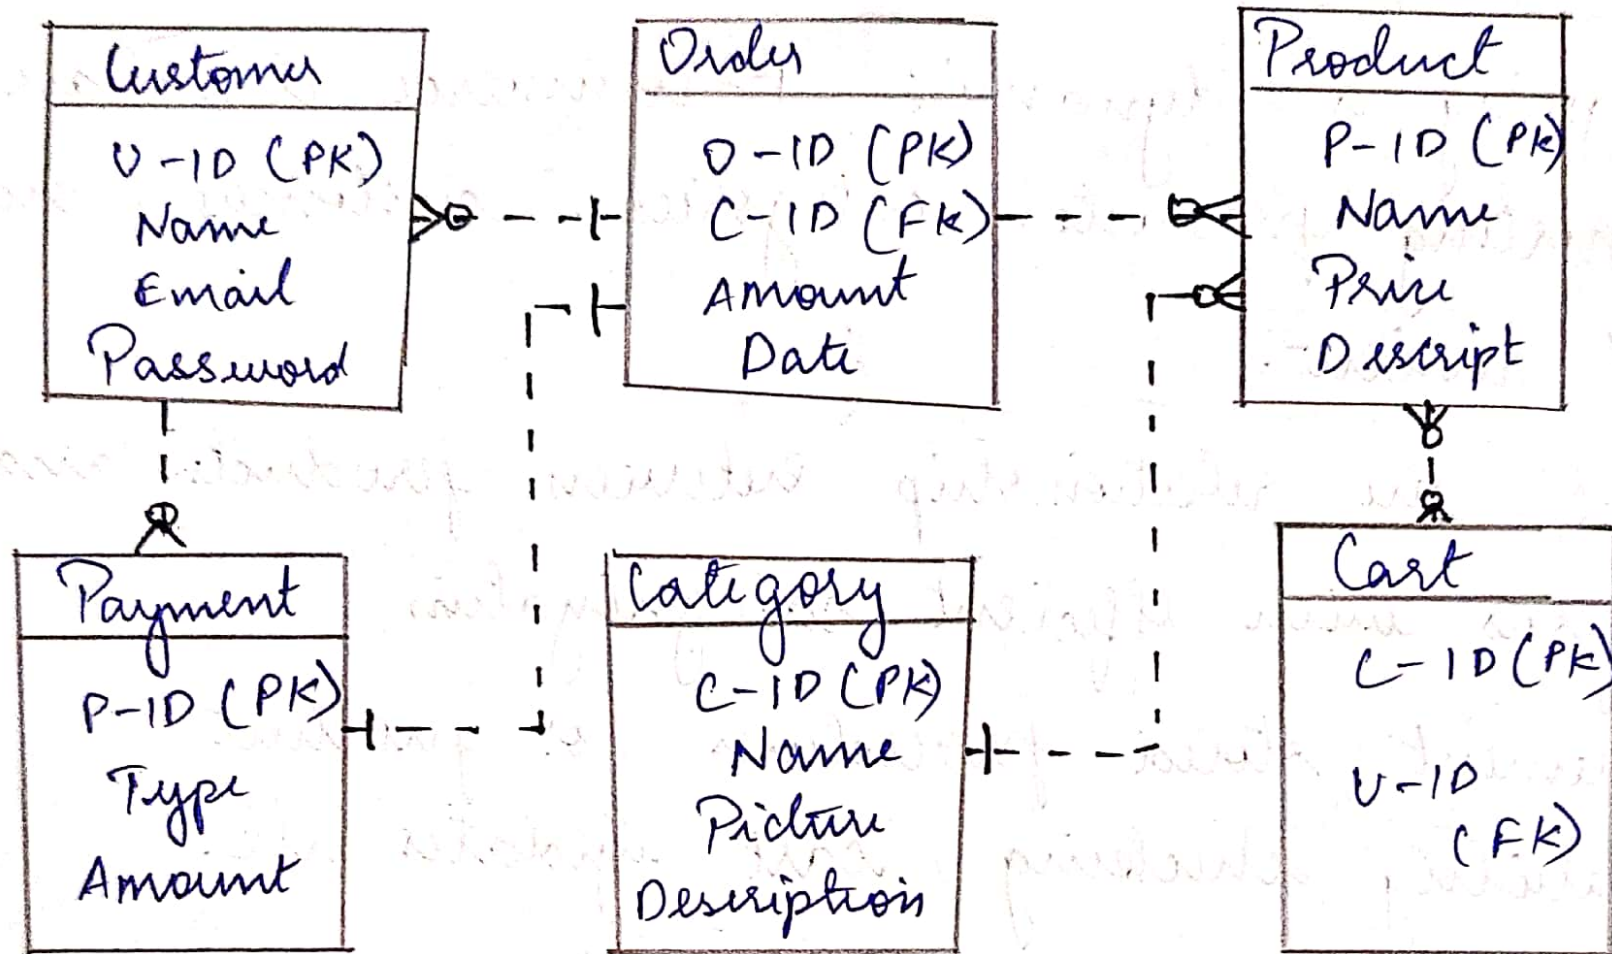 Customer
U-ID (PK)
Name
Email
Password
Order
O-ID (PK)
C-ID (FK)
Amount
Date
Product
P-ID (PK)
Name
Price
Descript
Payment
P-ID (PK)
Type
Amount
Category
C-ID (PK)
Name
Picture
Description
Cart
C-ID (PK)
U-ID
(FK)